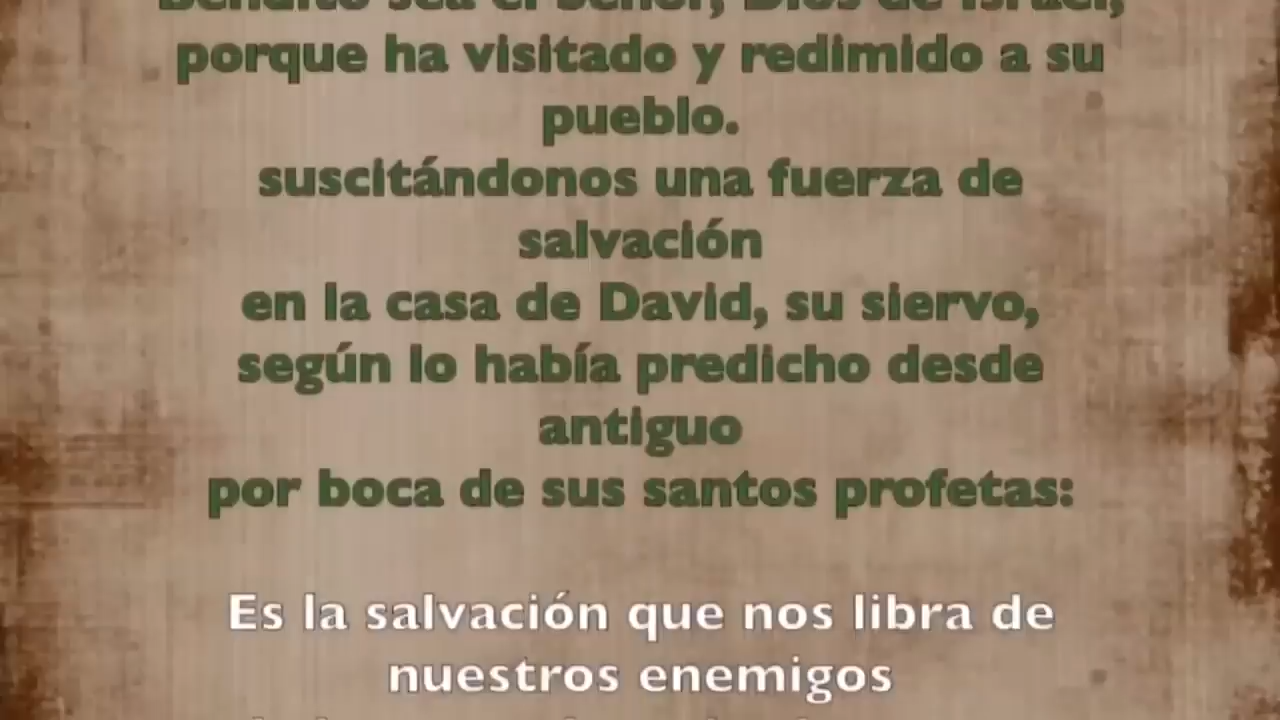 Bendito sea el Señor, Dios de Israel,
porque ha visitado y redimido a su
pueblo.
suscitándonos una fuerza de
salvación
en la casa de David, su siervo,
según lo había predicho desde
antiguo
por boca de sus santos profetas:
Es la salvación que nos libra de
nuestros enemigos